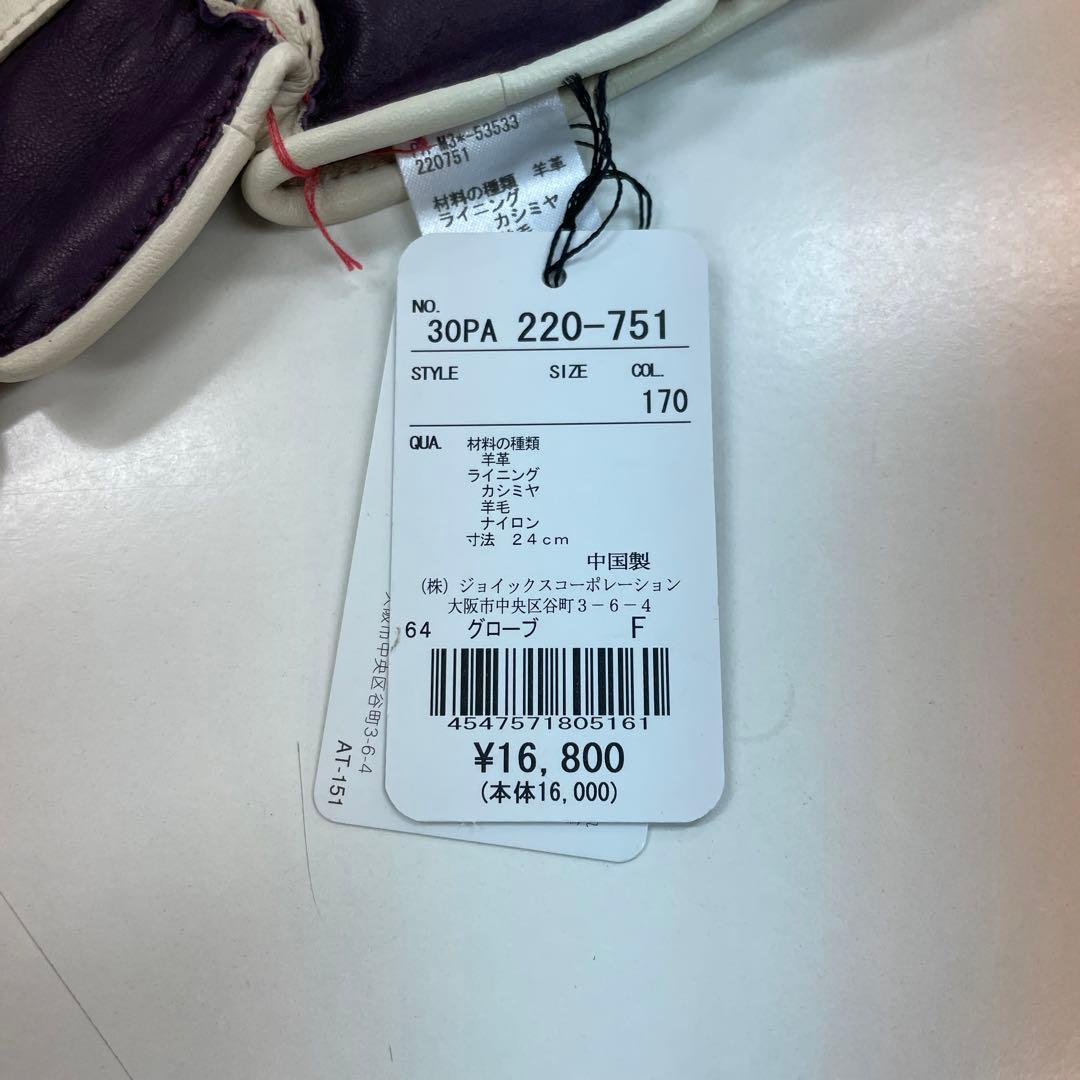 M3*-53533
220751
材料の種類 羊革
ライニング
カシミヤ
NO.
30PA 220-751
STYLE SIZE COL.
170
QUA. 材料の種類
羊革
ライニング
カシミヤ
羊毛
ナイロン
寸法 24cm
中国製
(株)ジョイックスコーポレーション
大阪市中央区谷町3-6-4
64 グローブ F
4547571805161
¥16,800
(本体16,000)
大阪市中央区谷町3-6-4
AT-151